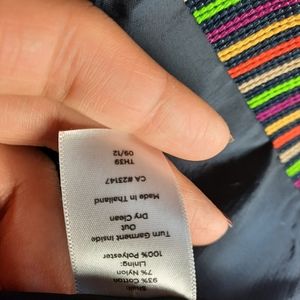 Shell:
93% Cotton
7% Nylon
Lining:
100% Polyester
Turn Garment Inside
Out
Dry Clean
Made in Thailand
CA #23147
TH39
09/12